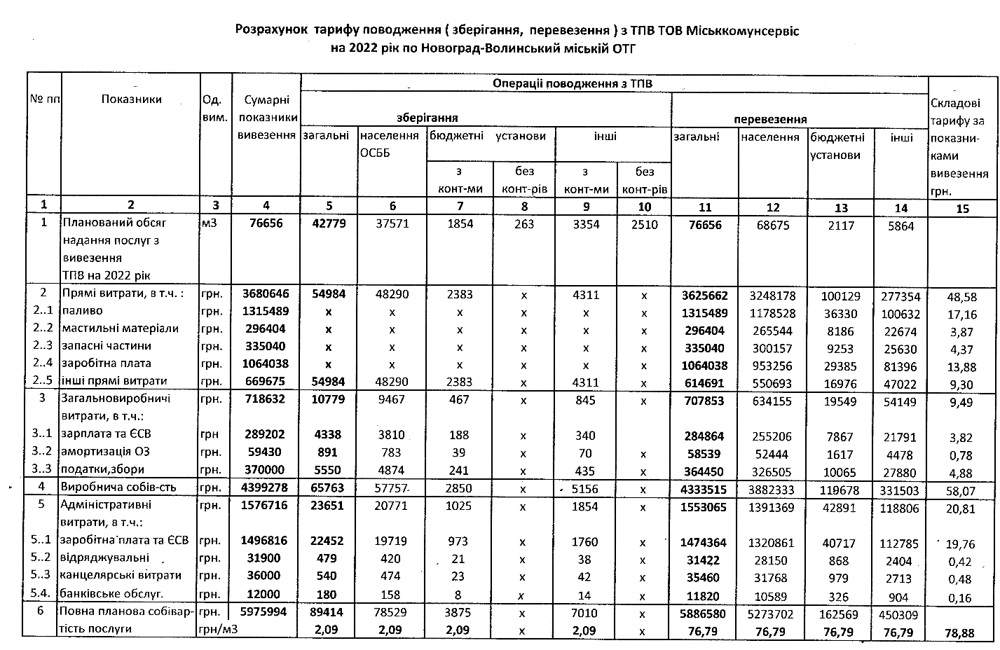 Розрахунок тарифу поводження ( зберігання, перевезення ) з ТПВ ТОВ Міськкомунсервіс
на 2022 рік по Новоград-Волинський міській ОТГ
№ пп Показники Од. вим. Сумарні показники вивезення Операції поводження з ТПВ Складові тарифу за показни-ками вивезення грн.
зберігання перевезення
загальні населення ОСББ бюджетні установи інші загальні населення бюджетні установи інші
з конт-ми без конт-рів з конт-ми без конт-рів
1 2 3 4 5 6 7 8 9 10 11 12 13 14 15
1 Планований обсяг м3 76656 42779 37571 1854 263 3354 2510 76656 68675 2117 5864
надання послуг з
вивезення
ТПВ на 2022 рік
2 Прямі витрати, в т.ч. : грн. 3680646 54984 48290 2383 х 4311 х 3625662 3248178 100129 277354 48,58
2..1 паливо грн. 1315489 х х х х х х 1315489 1178528 36330 100632 17,16
2..2 мастильні матеріали грн. 296404 х х х х х х 296404 265544 8186 22674 3,87
2..3 запасні частини грн. 335040 х х х х х х 335040 300157 9253 25630 4,37
2..4 заробітна плата грн. 1064038 х х х х х х 1064038 953256 29385 81396 13,88
2..5 інші прямі витрати грн. 669675 54984 48290 2383 х 4311 х 614691 550693 16976 47022 9,30
3 Загальновиробничі грн. 718632 10779 9467 467 х 845 х 707853 634155 19549 54149 9,49
витрати, в т.ч.:
3..1 зарплата та ЄСВ грн 289202 4338 3810 188 х 340 284864 255206 7867 21791 3,82
3..2 амортизація ОЗ грн. 59430 891 783 39 х 70 х 58539 52444 1617 4478 0,78
3..3 податки,збори грн. 370000 5550 4874 241 х 435 х 364450 326505 10065 27880 4,88
4 Виробнича собів-сть грн. 4399278 65763 57757 2850 х 5156 х 4333515 3882333 119678 331503 58,07
5 Адміністративні грн. 1576716 23651 20771 1025 х 1854 х 1553065 1391369 42891 118806 20,81
витрати, в т.ч.:
5..1 заробітна плата та ЄСВ грн. 1496816 22452 19719 973 х 1760 х 1474364 1320861 40717 112785 19,76
5..2 відряджувальні грн. 31900 479 420 21 х 38 х 31422 28150 868 2404 0,42
5..3 канцелярські витрати грн. 36000 540 474 23 х 42 х 35460 31768 979 2713 0,48
5.4. банківське обслуг. грн. 12000 180 158 8 х 14 х 11820 10589 326 904 0,16
6 Повна планова собівар- грн. 5975994 89414 78529 3875 х 7010 х 5886580 5273702 162569 450309
тість послуги грн/м3 2,09 2,09 2,09 х 2,09 х 76,79 76,79 76,79 76,79 78,88